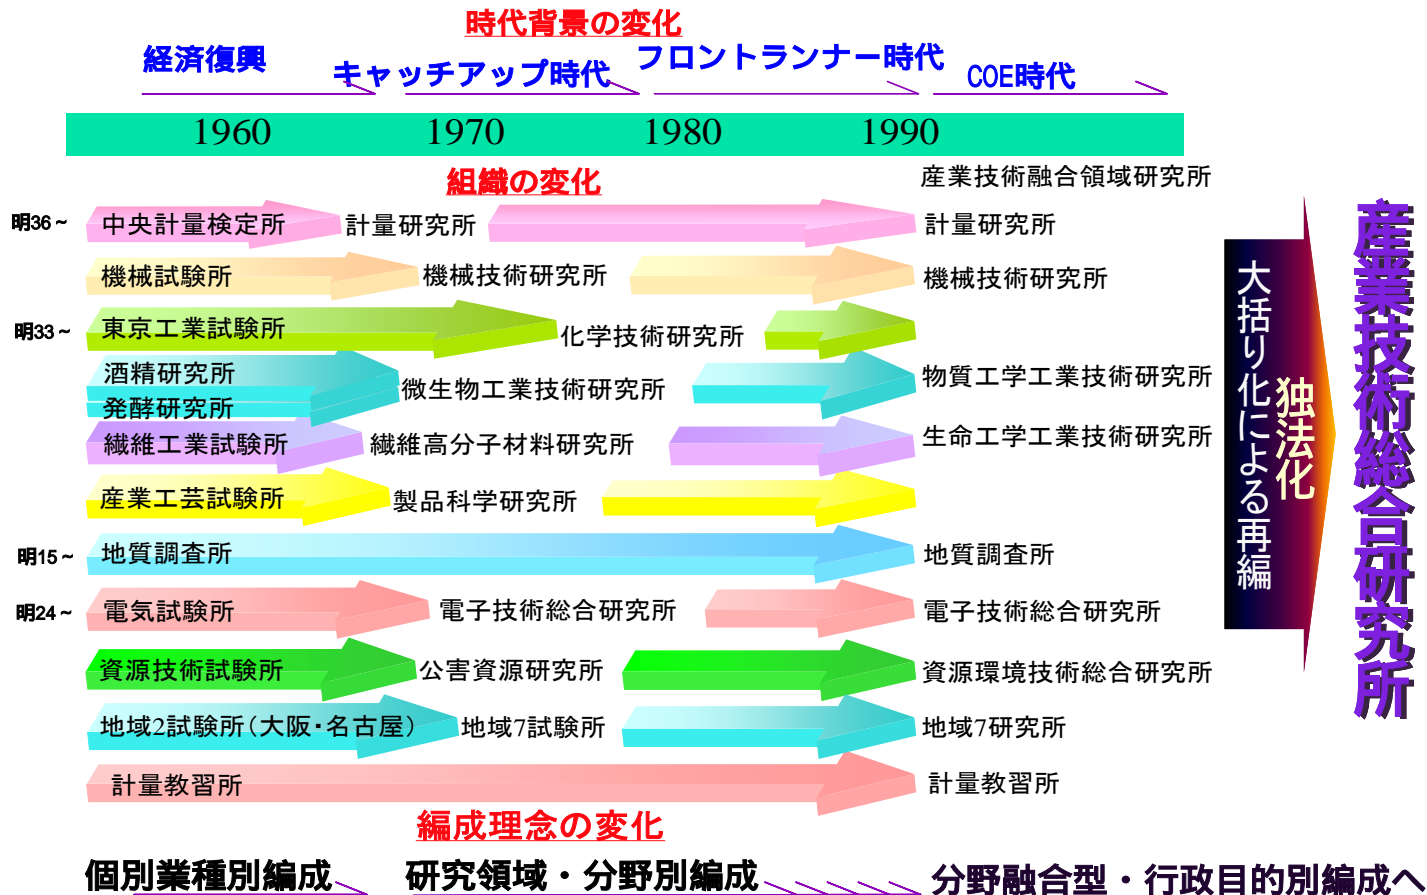 時代背景の変化
経済復興
キャッチアップ時代
フロントランナー時代
COE時代
1960
1970
1980
1990
組織の変化
産業技術融合領域研究所
明36~
中央計量検定所
計量研究所
計量研究所
機械試験所
機械技術研究所
機械技術研究所
明33~
東京工業試験所
化学技術研究所
酒精研究所
発酵研究所
微生物工業技術研究所
物質工学工業技術研究所
繊維工業試験所
繊維高分子材料研究所
生命工学工業技術研究所
産業工芸試験所
製品科学研究所
明15~
地質調査所
地質調査所
明24~
電気試験所
電子技術総合研究所
電子技術総合研究所
資源技術試験所
公害資源研究所
資源環境技術総合研究所
地域2試験所(大阪・名古屋)
地域7試験所
地域7研究所
計量教習所
計量教習所
独法化
大括り化による再編
産業技術総合研究所
編成理念の変化
個別業種別編成
研究領域・分野別編成
分野融合型・行政目的別編成へ